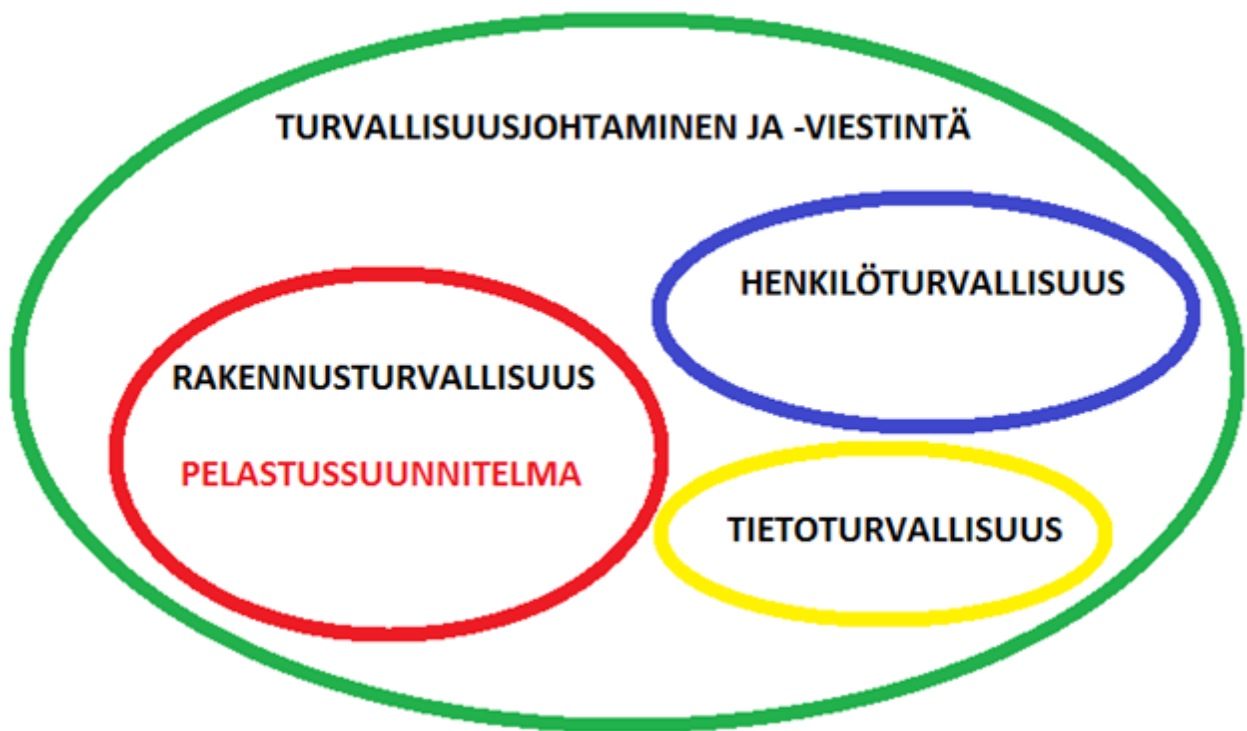 TURVALLISUUSJOHTAMINEN JA -VIESTINTÄ
HENKILÖTURVALLISUUS
RAKENNUSTURVALLISUUS
PELASTUSSUUNNITELMA
TIETOTURVALLISUUS